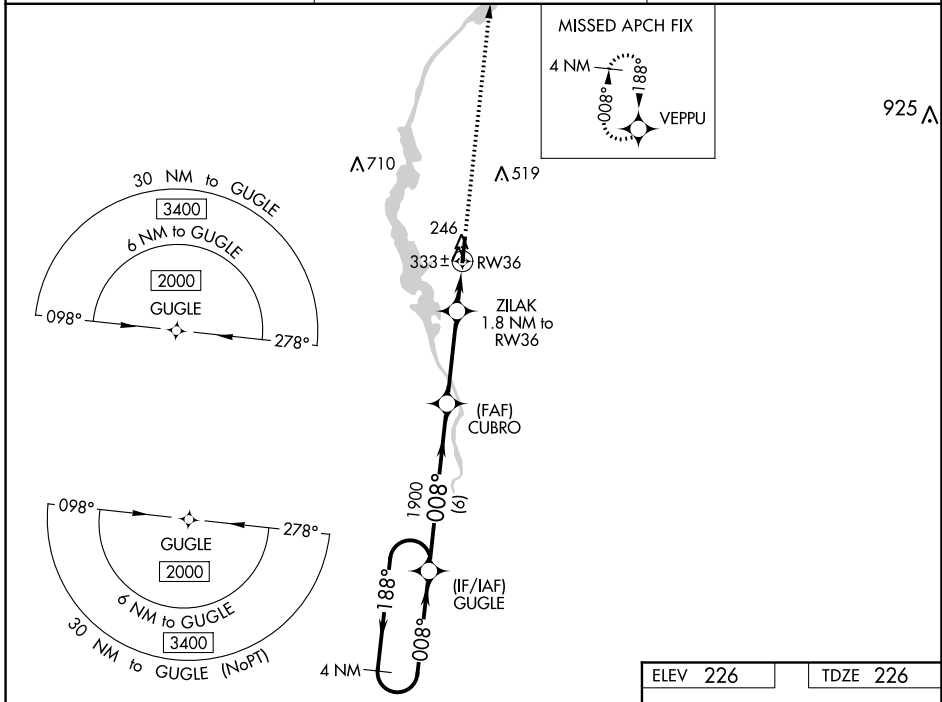 MISSED APCH FIX
4 NM
188°
008°
VEPPU
925
710
519
30 NM to GUGLE
3400
6 NM to GUGLE
2000
GUGLE
098°
278°
246
333±
RW36
ZILAK
1.8 NM to
RW36
(FAF)
CUBRO
1900
008°
(6)
098°
278°
GUGLE
2000
6 NM to GUGLE
3400
30 NM to GUGLE (NoPT)
(IF/IAF)
GUGLE
188°
008°
4 NM
ELEV 226
TDZE 226